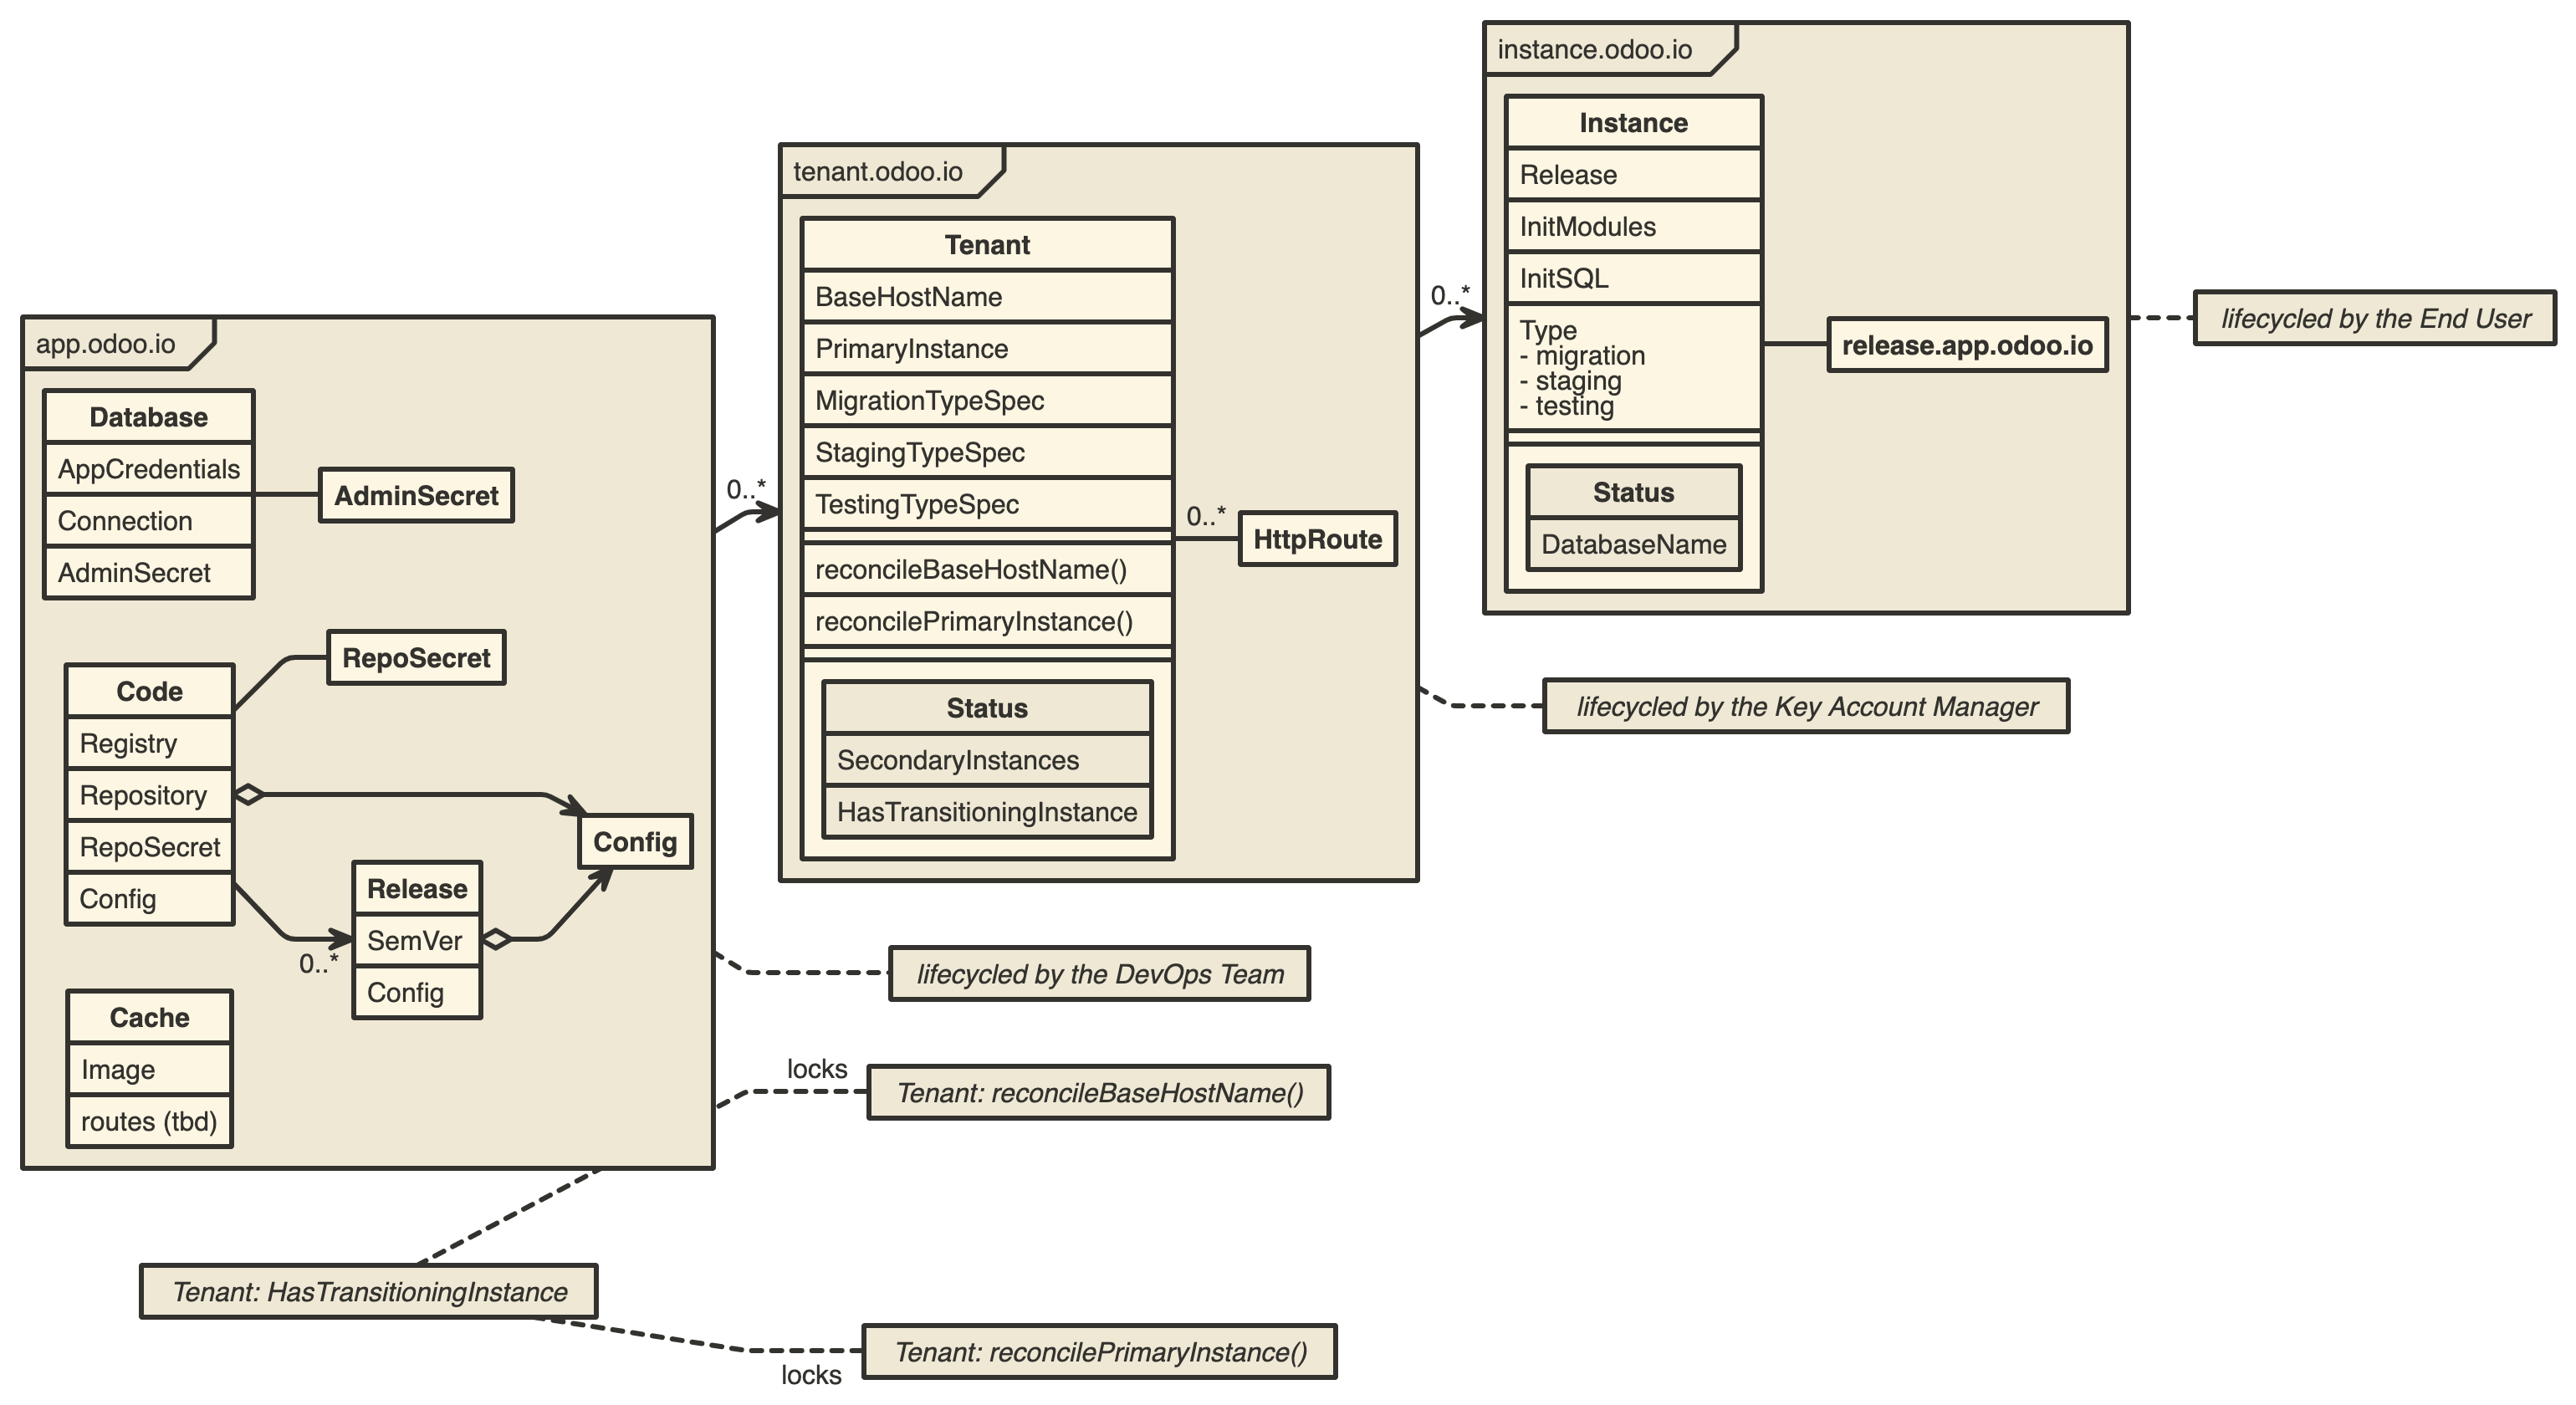 app.odoo.io
Database
AppCredentials
Connection
AdminSecret
AdminSecret
RepoSecret
Code
Registry
Repository
RepoSecret
Config
Config
Release
SemVer
Config
0..*
Cache
Image
routes (tbd)
0..*
tenant.odoo.io
Tenant
BaseHostName
PrimaryInstance
MigrationTypeSpec
StagingTypeSpec
TestingTypeSpec
reconcileBaseHostName()
reconcilePrimaryInstance()
Status
SecondaryInstances
HasTransitioningInstance
0..*
HttpRoute
0..*
instance.odoo.io
Instance
Release
InitModules
InitSQL
Type
- migration
- staging
- testing
Status
DatabaseName
release.app.odoo.io
lifecycled by the End User
lifecycled by the Key Account Manager
lifecycled by the DevOps Team
locks
Tenant: reconcileBaseHostName()
Tenant: HasTransitioningInstance
locks
Tenant: reconcilePrimaryInstance()